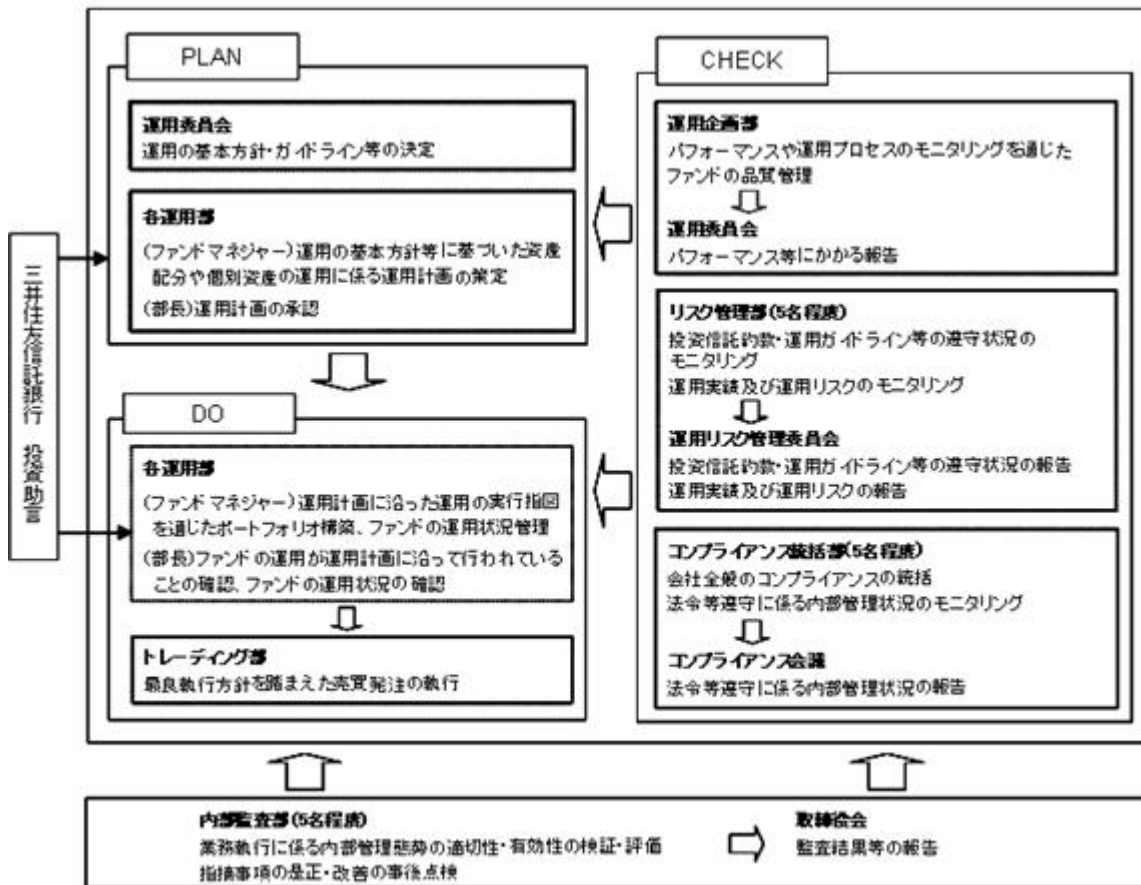 PLAN
運用委員会
運用の基本方針・ガイドライン等の決定
各運用部
(ファンドマネジャー)運用の基本方針等に基づいた資産
配分や個別資産の運用に係る運用計画の策定
(部長)運用計画の承認
三井住友信託銀行 投資助言
DO
各運用部
(ファンドマネジャー)運用計画に沿った運用の実行指図
を通じたポートフォリオ構築、ファンドの運用状況管理
(部長)ファンドの運用が運用計画に沿って行われている
ことの確認、ファンドの運用状況の確認
トレーディング部
最良執行方針を踏まえた売買発注の執行
CHECK
運用企画部
パフォーマンスや運用プロセスのモニタリングを通じた
ファンドの品質管理
運用委員会
パフォーマンス等にかかる報告
リスク管理部(5名程度)
投資信託約款・運用ガイドライン等の遵守状況の
モニタリング
運用実績及び運用リスクのモニタリング
運用リスク管理委員会
投資信託約款・運用ガイドライン等の遵守状況の報告
運用実績及び運用リスクの報告
コンプライアンス統括部(5名程度)
会社全般のコンプライアンスの統括
法令等遵守に係る内部管理状況のモニタリング
コンプライアンス会議
法令等遵守に係る内部管理状況の報告
内部監査部(5名程度)
業務執行に係る内部管理態勢の適切性・有効性の検証・評価
指摘事項の是正・改善の事後点検
取締役会
監査結果等の報告